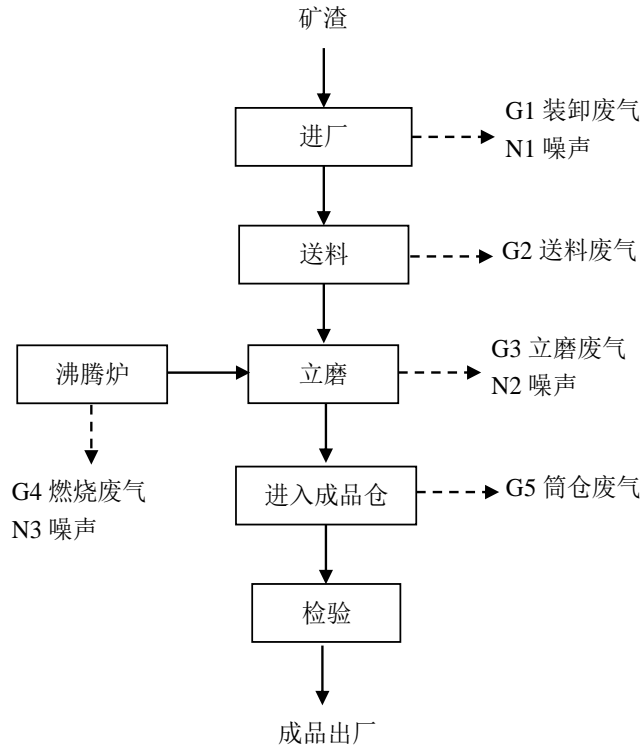 矿渣
进厂
G1 装卸废气
N1 噪声
送料
G2 送料废气
沸腾炉
立磨
G3 立磨废气
N2 噪声
G4 燃烧废气
N3 噪声
进入成品仓
G5 筒仓废气
检验
成品出厂